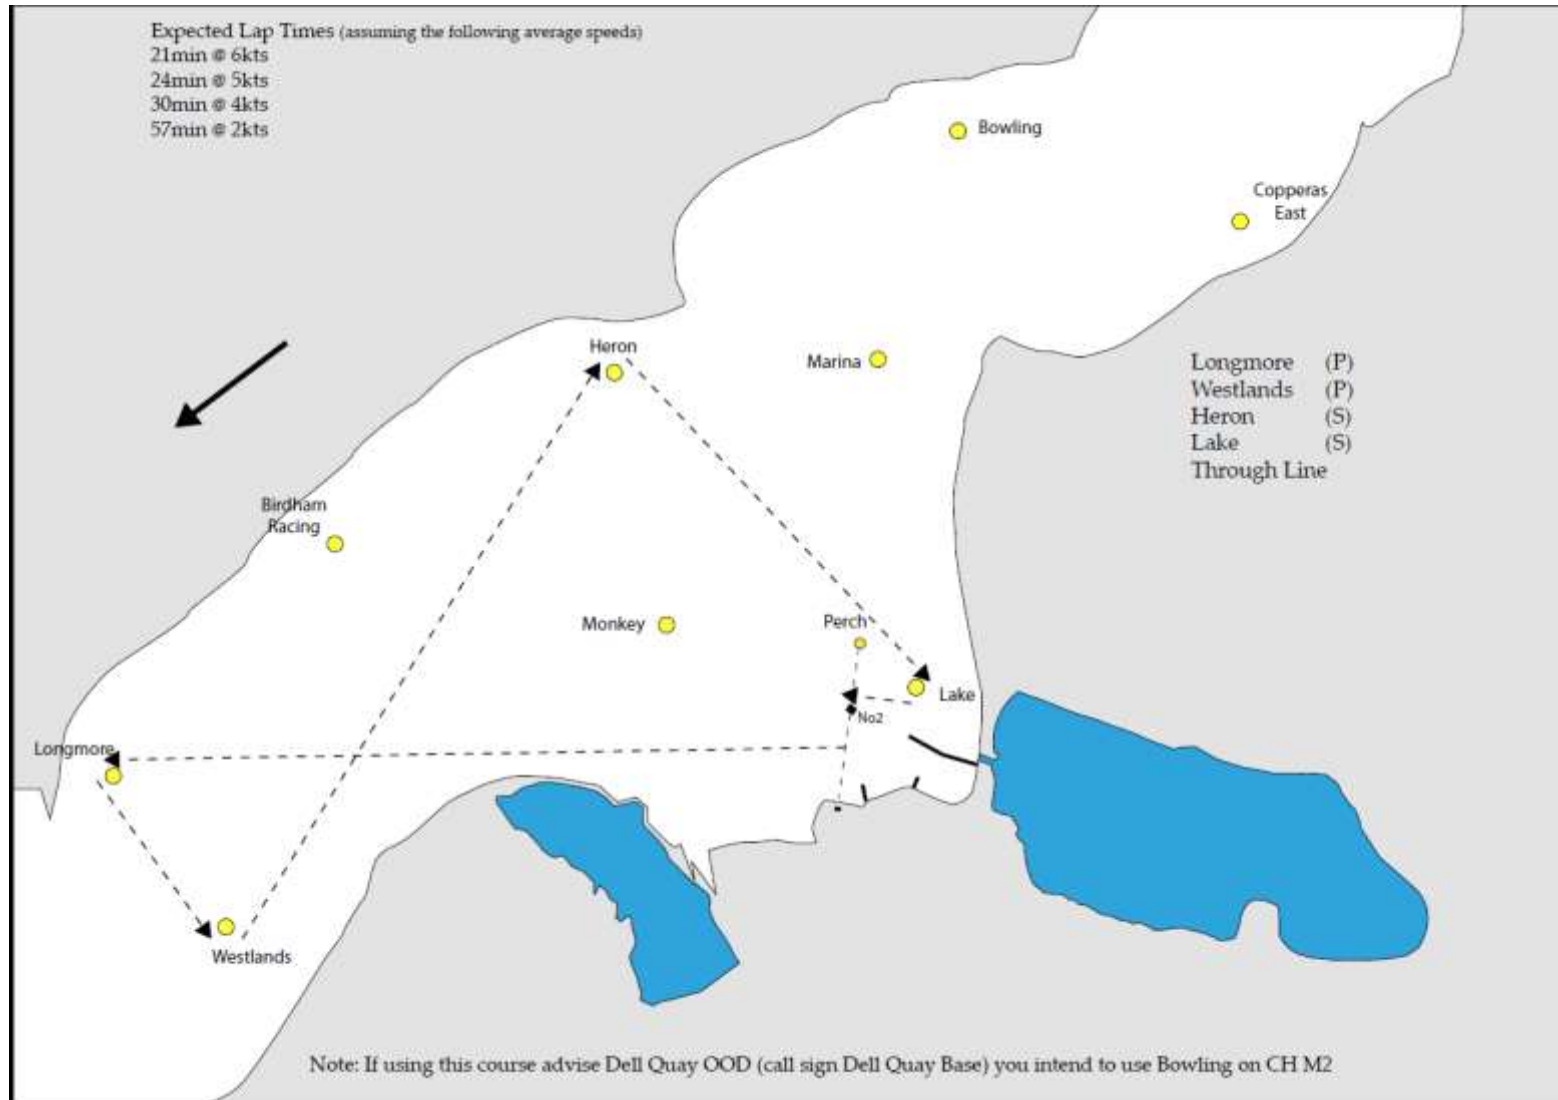 Expected Lap Times (assuming the following average speeds)
21min @ 6kts
24min @ 5kts
30min @ 4kts
57min @ 2kts
Bowling
Copperas
East
Heron
Marina
Longmore (P)
Westlands (P)
Heron (S)
Lake (S)
Through Line
Birdham
Racing
Monkey
Perch
Lake
No2
Longmore
Westlands
Note: If using this course advise Dell Quay OOD (call sign Dell Quay Base) you intend to use Bowling on CH M2